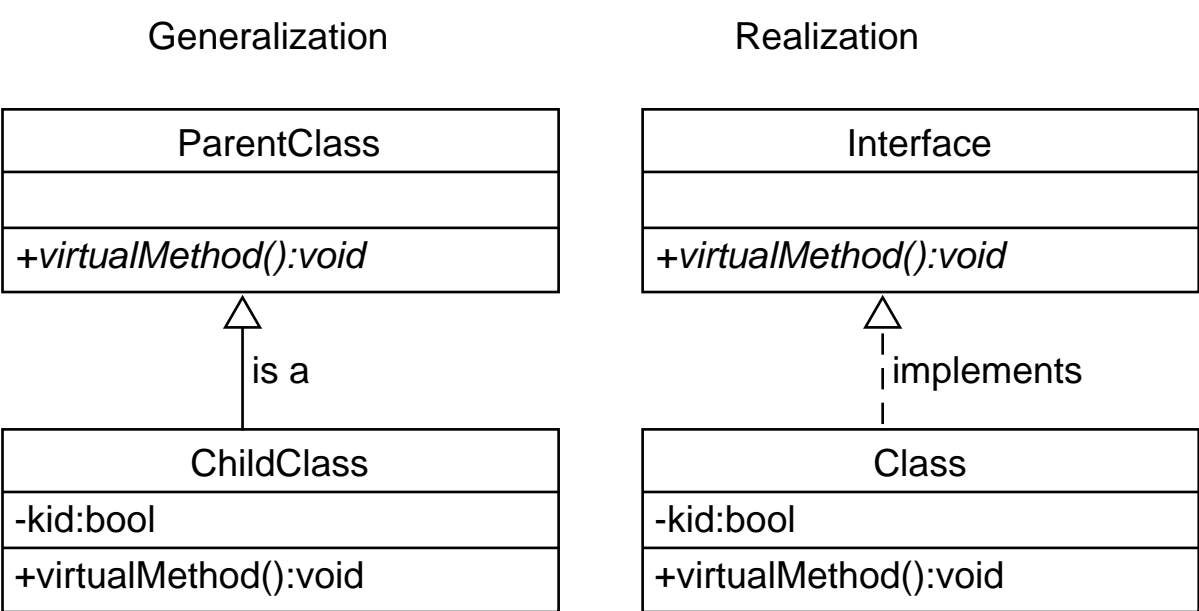 Generalization
Realization
ParentClass
Interface
+virtualMethod():void
+virtualMethod():void
is a
implements
ChildClass
Class
-kid:bool
-kid:bool
+virtualMethod():void
+virtualMethod():void